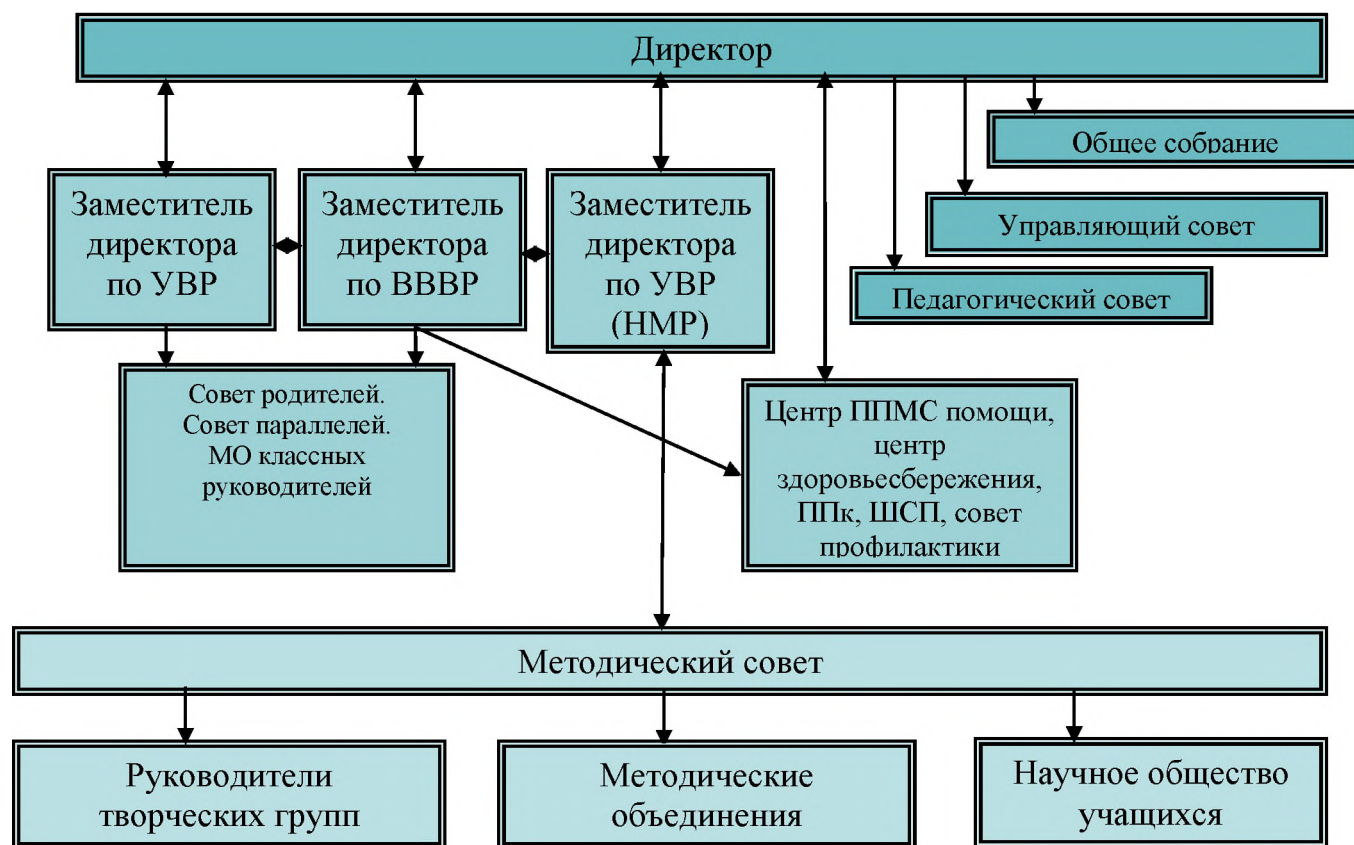 Директор
Общее собрание
Управляющий совет
Педагогический совет
Заместитель
директора
по УВР
Заместитель
директора
по ВВВР
Заместитель
директора
по УВР
(НМР)
Совет родителей.
Совет параллелей.
МО классных
руководителей
Центр ППМС помощи,
центр
здоровьесбережения,
ППк, ШСП, совет
профилактики
Методический совет
Руководители
творческих групп
Методические
объединения
Научное общество
учащихся